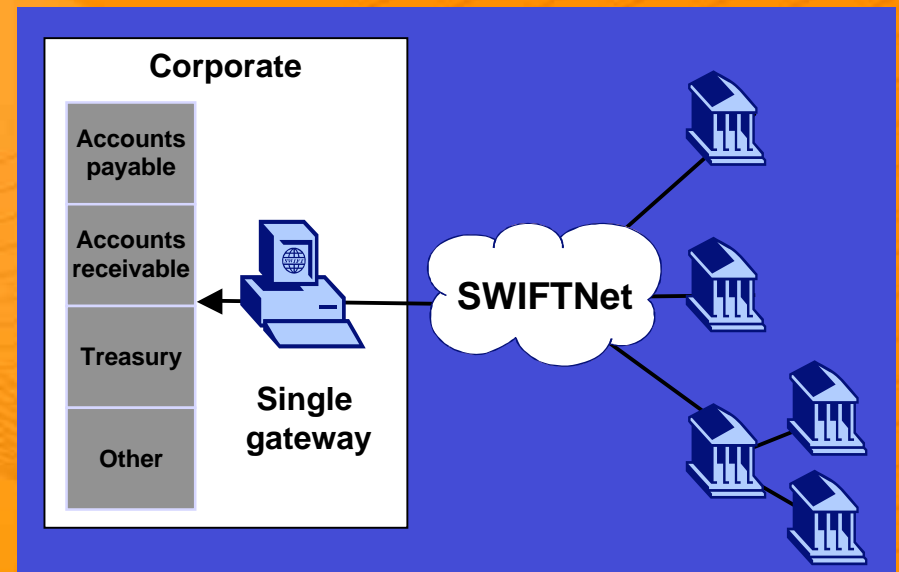 Corporate
Accounts
payable
Accounts
receivable
Treasury
Other
Single
gateway
SWIFTNet